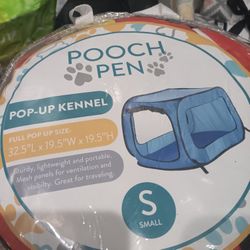 POOCH
PEN
POP-UP KENNEL
FULL POP UP SIZE:
32.5"L x 19.5"W x 19.5"H
Sturdy, lightweight and portable.
Mesh panels for ventilation and
visibilty. Great for traveling.
S
SMALL